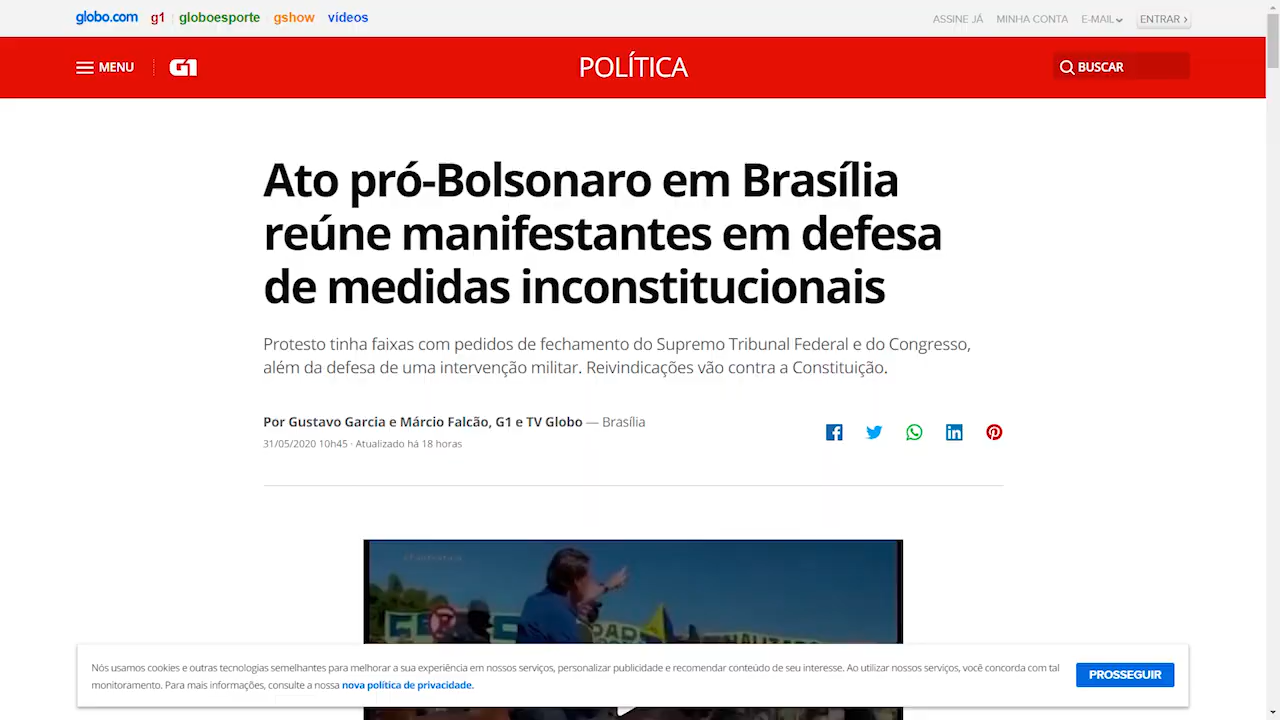 globo.com g1 globoesporte gshow vídeos ASSINE JÁ MINHA CONTA E-MAIL ENTRAR ›
MENU G1 POLÍTICA BUSCAR
Ato pró-Bolsonaro em Brasília
reúne manifestantes em defesa
de medidas inconstitucionais
Protesto tinha faixas com pedidos de fechamento do Supremo Tribunal Federal e do Congresso,
além da defesa de uma intervenção militar. Reivindicações vão contra a Constituição.
Por Gustavo Garcia e Márcio Falcão, G1 e TV Globo — Brasília
31/05/2020 10h45 · Atualizado há 18 horas
Nós usamos cookies e outras tecnologias semelhantes para melhorar a sua experiência em nossos serviços, personalizar publicidade e recomendar conteúdo de seu interesse. Ao utilizar nossos serviços, você concorda com tal
monitoramento. Para mais informações, consulte a nossa nova política de privacidade.
PROSSEGUIR